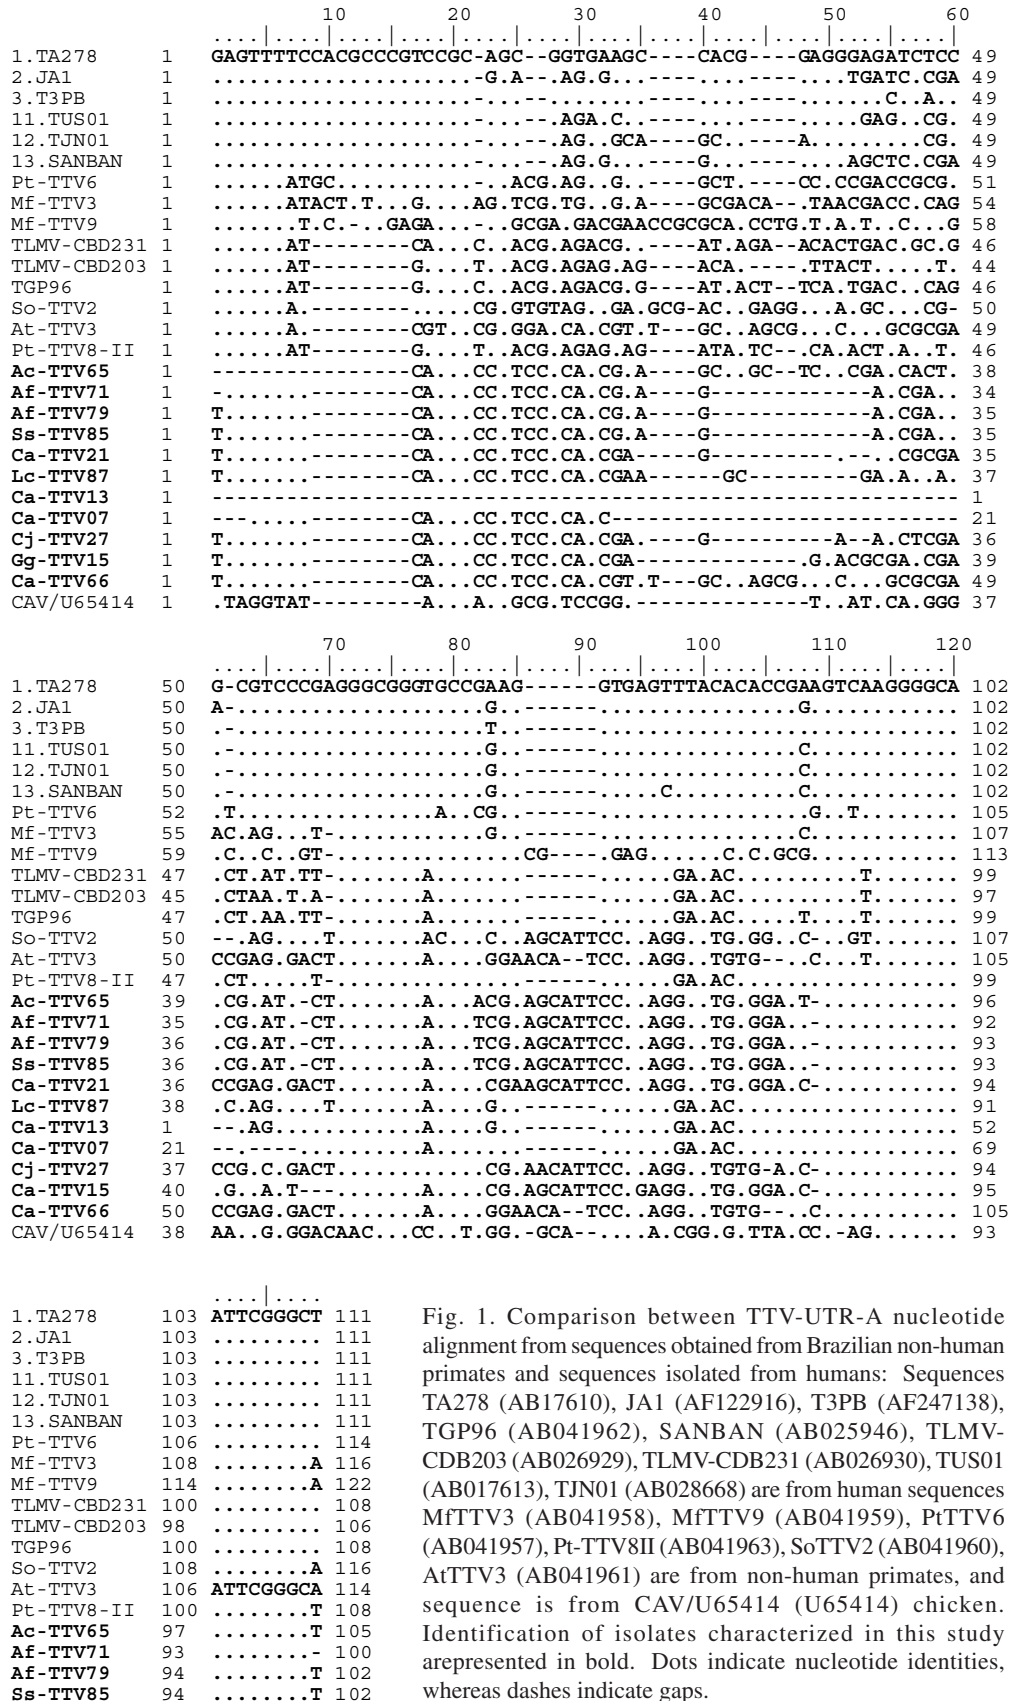 10 20 30 40 50 60
....|....|....|....|....|....|....|....|....|....|....|....|
1.TA278 1 GAGTTTTCCACGCCCGTCCGC-AGC--GGTGAAGC----CACG----GAGGGAGATCTCC 49
2.JA1 1 .....................-G.A--.AG.G...----....----....TGATC.CGA 49
3.T3PB 1 .....................-...--........----....----.......C..A.. 49
11.TUS01 1 .....................-...--.AGA.C..----....----.....GAG..CG. 49
12.TJN01 1 .....................-...--.AG..GCA----GC..----A.........CG. 49
13.SANBAN 1 .....................-...--.AG.G...----G...----....AGCTC.CGA 49
Pt-TTV6 1 ......ATGC...........-..ACG.AG..G..----GCT.----CC.CCGACCGCG. 51
Mf-TTV3 1 ......ATACT.T...G....AG.TCG.TG..G.A----GCGACA--..TAACGACC.CAG 54
Mf-TTV9 1 .......T.C.-..GAGA...-..GCGA.GACGAACCGCGCA.CCTG.T.A.T..C...G 58
TLMV-CBD231 1 ......AT--------CA...C..ACG.AGACG..----AT.AGA--ACACTGAC.GC.G 46
TLMV-CBD203 1 ......AT--------G....T..ACG.AGAG.AG----ACA.----..TTACT.....T. 44
TGP96 1 ......AT--------G....C..ACG.AGACG.G----AT.ACT--TCA.TGAC..CAG 46
So-TTV2 1 ......A.--------.....CG.GTGTAG..GA.GCG-AC..GAGG...A.GC...CG- 50
At-TTV3 1 ......A.--------CGT..CG.GGA.CA.CGT.T---GC..AGCG...C...GCGCGA 49
Pt-TTV8-II 1 ......AT--------G....T..ACG.AGAG.AG----ATA.TC---CA.ACT.A..T. 46
Ac-TTV65 1 ----------------CA...CC.TCC.CA.CG.A----GC..GC--TC..CGA.CACT. 38
Af-TTV71 1 -.......--------CA...CC.TCC.CA.CG.A----G-------------A.CGA.. 34
Af-TTV79 1 T.......--------CA...CC.TCC.CA.CG.A----G-------------A.CGA.. 35
Ss-TTV85 1 T.......--------CA...CC.TCC.CA.CG.A----G-------------A.CGA.. 35
Ca-TTV21 1 T.......--------CA...CC.TCC.CA.CGA.----G------------.--..CGCGA 35
Lc-TTV87 1 T.......--------CA...CC.TCC.CA.CGAA------GC---------GA.A..A. 37
Ca-TTV13 1 ------------------------------------------------------------ 1
Ca-TTV07 1 ---.....--------CA...CC.TCC.CA.C---------------------------- 21
Cj-TTV27 1 T.......--------CA...CC.TCC.CA.CGA.----G----------A--A.CTCGA 36
Gg-TTV15 1 T.......--------CA...CC.TCC.CA.CGA--------------G.ACGCGA.CGA 39
Ca-TTV66 1 T.......--------CA...CC.TCC.CA.CGT.T---GC..AGCG...C...GCGCGA 49
CAV/U65414 1 .TAGGTAT---------A...A..GCG.TCCGG.--------------T..AT.CA.GGG 37
70 80 90 100 110 120
....|....|....|....|....|....|....|....|....|....|....|....|
1.TA278 50 G-CGTCCCGAGGGCGGGTGCCGAAG------GTGAGTTTACACACCGAAGTCAAGGGGCA 102
2.JA1 50 A-....................G..------................G............ 102
3.T3PB 50 .-....................T..------............................. 102
11.TUS01 50 .-....................G..------................C............ 102
12.TJN01 50 .-....................G..------................C............ 102
13.SANBAN 50 .-....................G..------.....C..........C............ 102
Pt-TTV6 52 .T................A..CG..------.................G..T........ 105
Mf-TTV3 55 AC.AG...T-............G..------................C............ 107
Mf-TTV9 59 .C..C..GT-...............CG----.GAG......C.C.GCG............ 113
TLMV-CBD231 47 .CT.AT.TT-.......A.......------......GA.AC..........T....... 99
TLMV-CBD203 45 .CTAA.T.A-.......A.......------......GA.AC..........T....... 97
TGP96 47 .CT.AA.TT-.......A.......------......GA.AC.....T....T....... 99
So-TTV2 50 --.AG....T.......AC...C..AGCATTCC..AGG..TG.GG..C-..GT....... 107
At-TTV3 50 CCGAG.GACT.......A....GGAACA--TCC..AGG..TGTG--..C...T....... 105
Pt-TTV8-II 47 .CT.....T-...............------......GA.AC.................. 99
Ac-TTV65 39 .CG.AT.-CT.......A...ACG.AGCATTCC..AGG..TG.GGA.T-........... 96
Af-TTV71 35 .CG.AT.-CT.......A...TCG.AGCATTCC..AGG..TG.GGA..-........... 92
Af-TTV79 36 .CG.AT.-CT.......A...TCG.AGCATTCC..AGG..TG.GGA..-........... 93
Ss-TTV85 36 .CG.AT.-CT.......A...TCG.AGCATTCC..AGG..TG.GGA..-........... 93
Ca-TTV21 36 CCGAG.GACT.......A....CGAAGCATTCC..AGG..TG.GGA.C-........... 94
Lc-TTV87 38 .C.AG....T.......A....G..------......GA.AC.................. 91
Ca-TTV13 1 --.AG............A....G..------......GA.AC.................. 52
Ca-TTV07 21 --.----..........A.......------......GA.AC.................. 69
Cj-TTV27 37 CCG.C.GACT............CG.AACATTCC..AGG..TGTG-A.C-........... 94
Ca-TTV15 40 .G..A.T---.......A....CG.AGCATTCC.GAGG..TG.GGA.C-........... 95
Ca-TTV66 50 CCGAG.GACT.......A....GGAACA--TCC..AGG..TGTG--..C........... 105
CAV/U65414 38 AA..G.GGACAAC...CC..T.GG.-GCA--....A.CGG.G.TTA.CC.-AG....... 93
....|....
1.TA278 103 ATTCGGGCT 111
2.JA1 103 ......... 111
3.T3PB 103 ......... 111
11.TUS01 103 ......... 111
12.TJN01 103 ......... 111
13.SANBAN 103 ......... 111
Pt-TTV6 106 ......... 114
Mf-TTV3 108 ........A 116
Mf-TTV9 114 ........A 122
TLMV-CBD231 100 ......... 108
TLMV-CBD203 98 ......... 106
TGP96 100 ......... 108
So-TTV2 108 ........A 116
At-TTV3 106 ATTCGGGCA 114
Pt-TTV8-II 100 ........T 108
Ac-TTV65 97 ........T 105
Af-TTV71 93 ........- 100
Af-TTV79 94 ........T 102
Ss-TTV85 94 ........T 102
Fig. 1. Comparison between TTV-UTR-A nucleotide
alignment from sequences obtained from Brazilian non-human
primates and sequences isolated from humans: Sequences
TA278 (AB17610), JA1 (AF122916), T3PB (AF247138),
TGP96 (AB041962), SANBAN (AB025946), TLMV-
CDB203 (AB026929), TLMV-CDB231 (AB026930), TUS01
(AB017613), TJN01 (AB028668) are from human sequences
MfTTV3 (AB041958), MfTTV9 (AB041959), PtTTV6
(AB041957), Pt-TTV8II (AB041963), SoTTV2 (AB041960),
AtTTV3 (AB041961) are from non-human primates, and
sequence is from CAV/U65414 (U65414) chicken.
Identification of isolates characterized in this study
arepresented in bold. Dots indicate nucleotide identities,
whereas dashes indicate gaps.